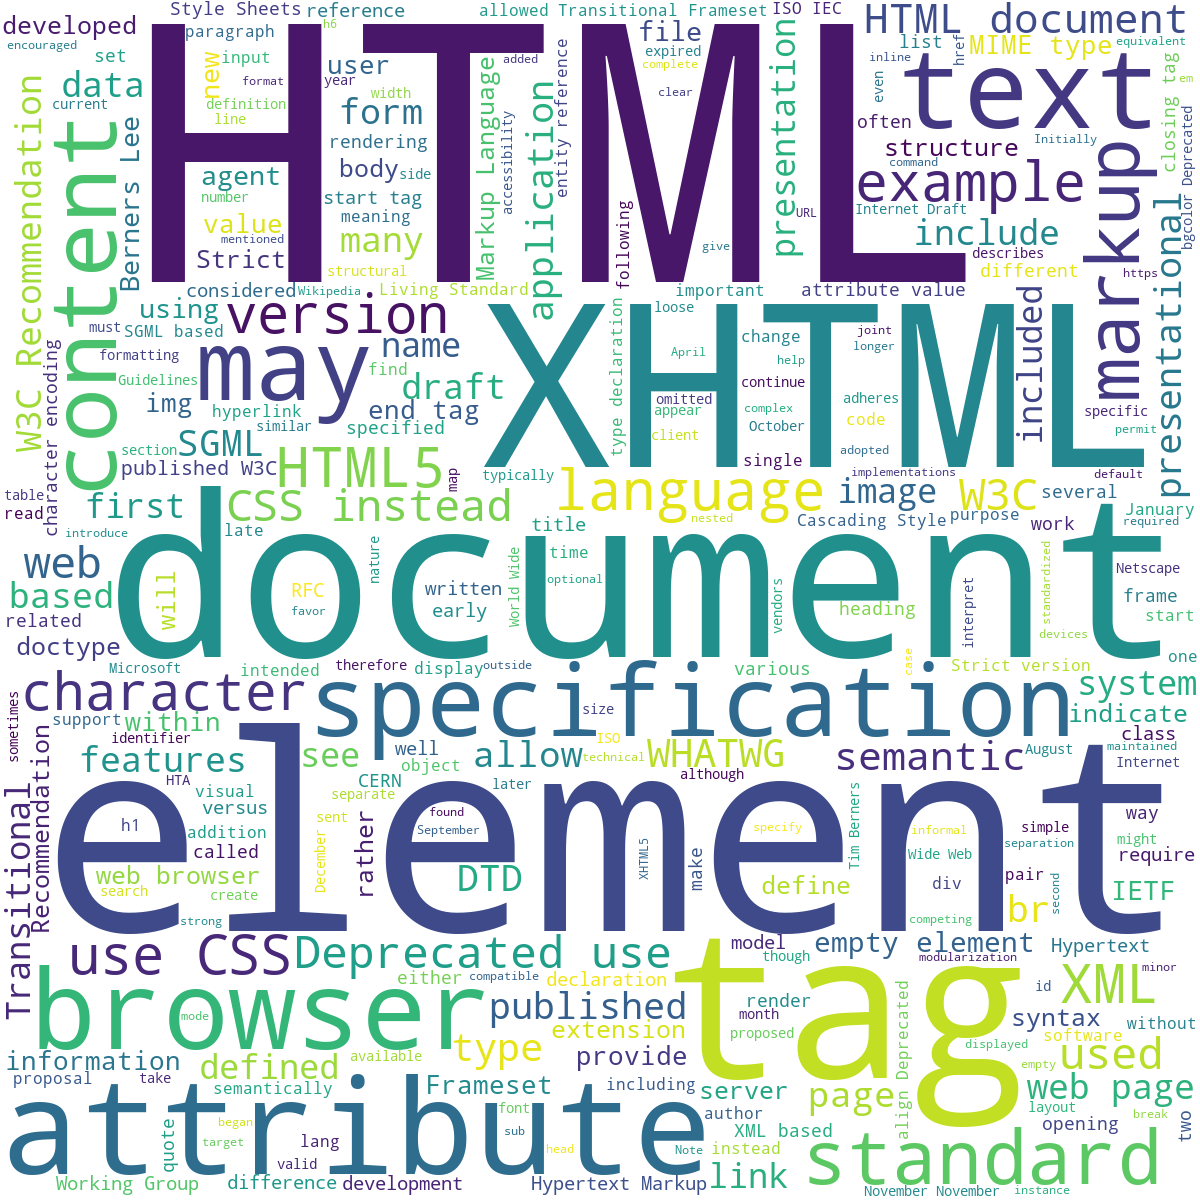 developed
Style Sheets
reference
allowed Transitional Frameset
ISO IEC
HTML document
encouraged
paragraph
h6
file
list
MIME type
equivalent
set
input
user
year
added
expired
complete
href
inline
text
data
new
format
HTML
current
definition
width
clear
even
closing tag
em
line
form
Markup Language
accessibility
application
entity reference
presentation
often
Initially
W3C Recommendation
content
Berners Lee
rendering
structure
command
agent
body
side
example
markup
number
start tag
value
meaning
URL
Internet Draft
bgcolor Deprecated
mentioned
many
following
give
include
presentational
Strict
structural
describes
different
https
considered
Wikipedia
Living Standard
important
attribute value
using
version
loose
included
must
SGML based
name
type declaration
change
joint
longer
formatting
may
find
April
help
XHTML
character encoding
Guidelines
draft
continue
img
hyperlink
end tag
omitted
adheres
similar
specified
appear
complex
October
code
specific
permit
section
SGML
client
adopted
published W3C
HTML5
map
typically
single
implementations
default
table
read
first
CSS instead
language
image
W3C
several
introduce
late
title
nested
Cascading Style
purpose
work
January
required
web
document
nature
time
World Wide
optional
vendors
interpret
standardized
Netscape
based
will
RFC
favor
written
early
heading
frame
start
related
doctype
devices
Microsoft
intended
therefore
display
outside
various
case
Strict version
one
sometimes
character
specification
size
system
support
within
indicate
identifier
features
see
well
object
allow
ISO
technical
WHATWG
although
semantic
August
class
maintained
Internet
HTA
visual
versus
CERN
separate
later
Transitional
Recommendation
element
h1
addition
called
December
sent
rather
found
September
XHTML5
make
specify
Tim Berners
informal
Wide Web
simple
separation
way
might
require
web browser
search
create
strong
DTD
define
div
pair
second
IETF
competing
br
use CSS
Deprecated use
model
though
empty element
modularization
Hypertext
either
compatible
declaration
tag
id
XML
minor
browser
mode
published
render
month
proposed
align Deprecated
syntax
software
without
extension
displayed
information
defined
available
type
provide
empty
used
proposal
take
semantically
Frameset
including
server
page
web page
attribute
began
font
author
layout
break
quote
target
lang
sub
head
Note
XML based
opening
two
valid
instead
standard
Working Group
difference
development
Hypertext Markup
link
November November
instance